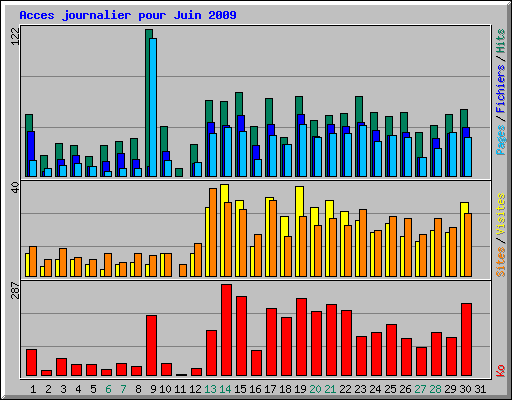 Acces journalier pour Juin 2009
122
Pages / Fichiers / Hits
40
Sites / Visites
287
Ko
1 2 3 4 5 6 7 8 9 10 11 12 13 14 15 16 17 18 19 20 21 22 23 24 25 26 27 28 29 30 31